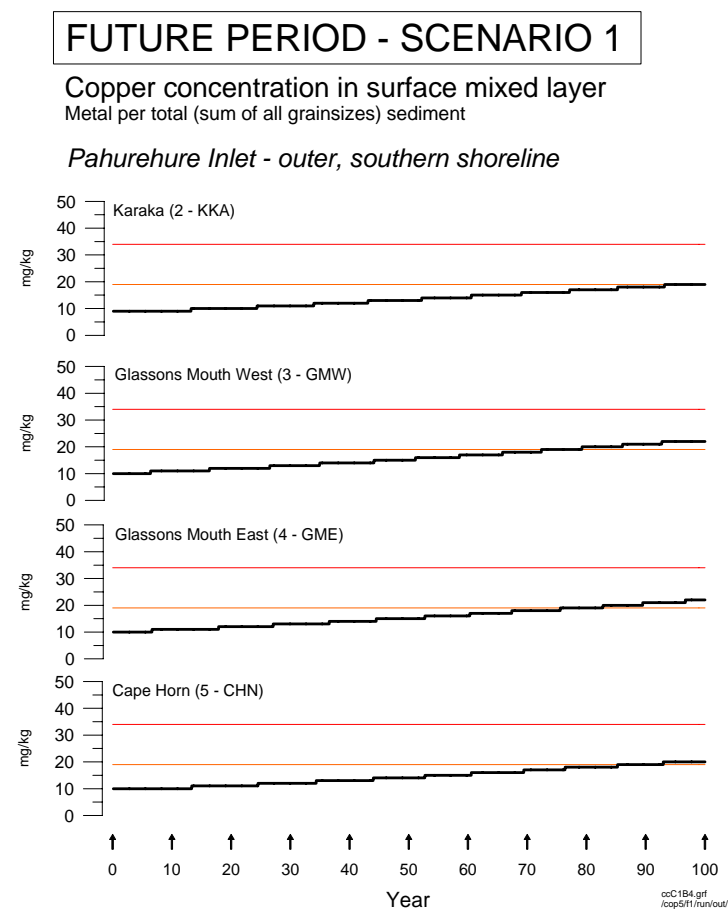 FUTURE PERIOD - SCENARIO 1
Copper concentration in surface mixed layer
Metal per total (sum of all grainsizes) sediment
Pahurehure Inlet - outer, southern shoreline
50
40
30
20
10
0
mg/kg
Karaka (2 - KKA)
50
40
30
20
10
0
mg/kg
Glassons Mouth West (3 - GMW)
50
40
30
20
10
0
mg/kg
Glassons Mouth East (4 - GME)
50
40
30
20
10
0
mg/kg
Cape Horn (5 - CHN)
0 10 20 30 40 50 60 70 80 90 100
Year
ccC1B4.grf
/cop5/f1/run/out/